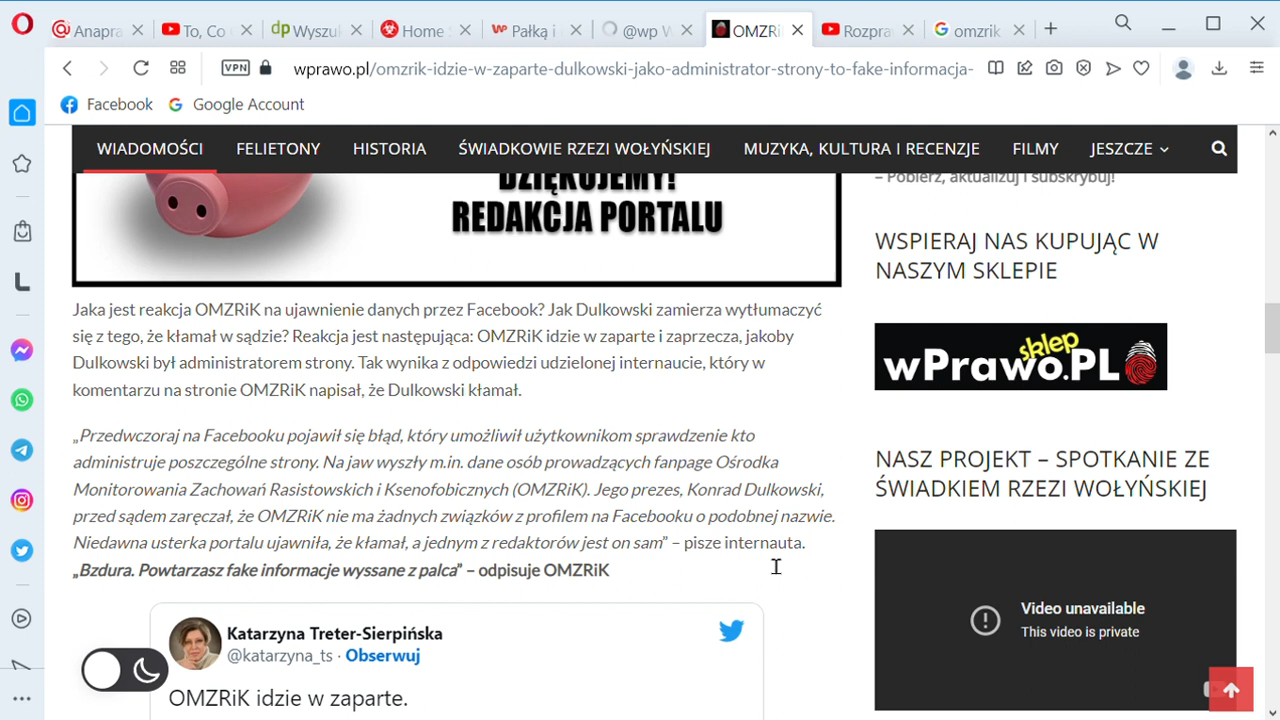 Anapra
To, Co
Wyszuk
Home
Pałką i
@wp W
OMZRi
Rozpra
omzrik
VPN
wprawo.pl/omzrik-idzie-w-zaparte-dulkowski-jako-administrator-strony-to-fake-informacja-
Facebook
Google Account
WIADOMOŚCI FELIETONY HISTORIA ŚWIADKOWIE RZEZI WOŁYŃSKIEJ MUZYKA, KULTURA I RECENZJE FILMY JESZCZE
DZIĘKUJEMY!
REDAKCJA PORTALU
Jaka jest reakcja OMZRiK na ujawnienie danych przez Facebook? Jak Dulkowski zamierza wytłumaczyć
się z tego, że kłamał w sądzie? Reakcja jest następująca: OMZRiK idzie w zaparte i zaprzecza, jakoby
Dulkowski był administratorem strony. Tak wynika z odpowiedzi udzielonej internaucie, który w
komentarzu na stronie OMZRiK napisał, że Dulkowski kłamał.
„Przedwczoraj na Facebooku pojawił się błąd, który umożliwił użytkownikom sprawdzenie kto
administruje poszczególne strony. Na jaw wyszły m.in. dane osób prowadzących fanpage Ośrodka
Monitorowania Zachowań Rasistowskich i Ksenofobicznych (OMZRiK). Jego prezes, Konrad Dulkowski,
przed sądem zaręczał, że OMZRiK nie ma żadnych związków z profilem na Facebooku o podobnej nazwie.
Niedawna usterka portalu ujawniła, że kłamał, a jednym z redaktorów jest on sam” – pisze internauta.
„Bzdura. Powtarzasz fake informacje wyssane z palca” – odpisuje OMZRiK
Katarzyna Treter-Sierpińska
@katarzyna_ts · Obserwuj
OMZRiK idzie w zaparte.
– Pobierz, aktualizuj i subskrybuj!
WSPIERAJ NAS KUPUJĄC W
NASZYM SKLEPIE
sklep
wPrawo.PL
NASZ PROJEKT – SPOTKANIE ZE
ŚWIADKIEM RZEZI WOŁYŃSKIEJ
Video unavailable
This video is private